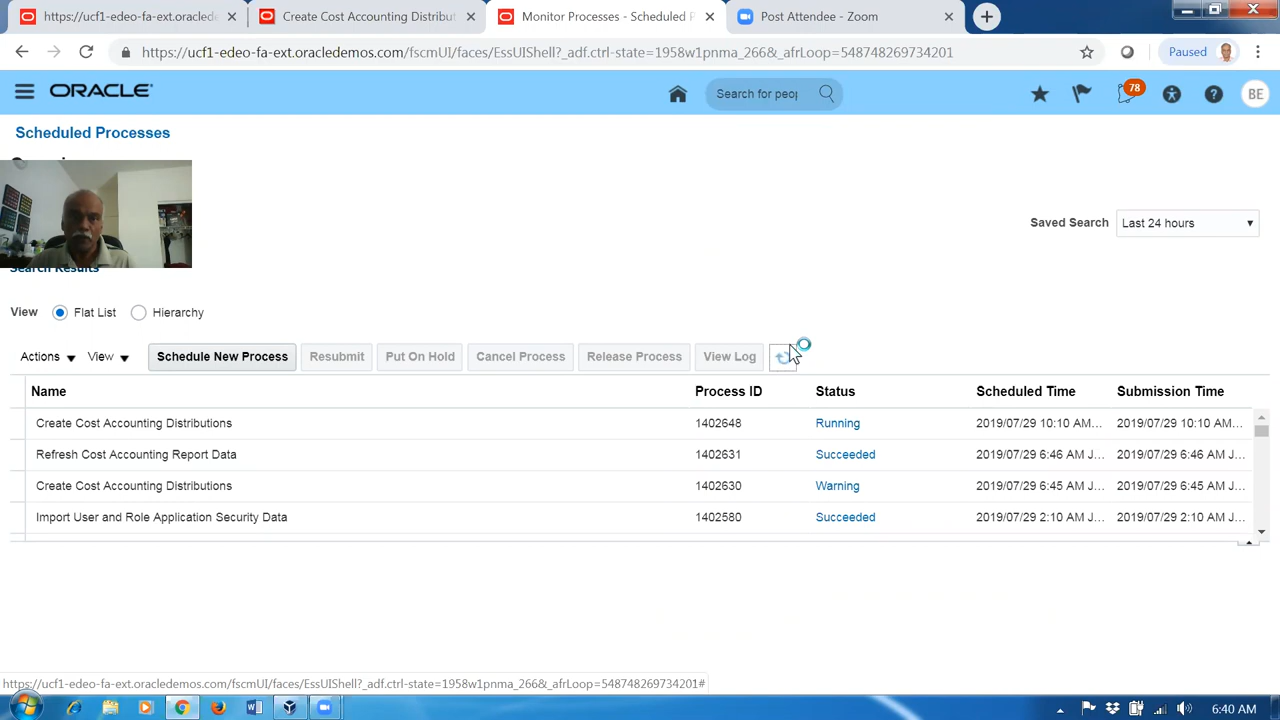 https://ucf1-edeo-fa-ext.oracledem
Create Cost Accounting Distribut
Monitor Processes - Scheduled P
Post Attendee - Zoom
https://ucf1-edeo-fa-ext.oracledemos.com/fscmUI/faces/EssUIShell?_adf.ctrl-state=1958w1pnma_266&_afrLoop=548748269734201
Paused
ORACLE
Search for peop
78
BE
Scheduled Processes
Saved Search
Last 24 hours
Search Results
View
Flat List
Hierarchy
Actions
View
Schedule New Process
Resubmit
Put On Hold
Cancel Process
Release Process
View Log
Name Process ID Status Scheduled Time Submission Time
Create Cost Accounting Distributions 1402648 Running 2019/07/29 10:10 AM... 2019/07/29 10:10 AM...
Refresh Cost Accounting Report Data 1402631 Succeeded 2019/07/29 6:46 AM J... 2019/07/29 6:46 AM J...
Create Cost Accounting Distributions 1402630 Warning 2019/07/29 6:45 AM J... 2019/07/29 6:45 AM J...
Import User and Role Application Security Data 1402580 Succeeded 2019/07/29 2:10 AM J... 2019/07/29 2:10 AM J...
https://ucf1-edeo-fa-ext.oracledemos.com/fscmUI/faces/EssUIShell?_adf.ctrl-state=1958w1pnma_266&_afrLoop=548748269734201#
6:40 AM